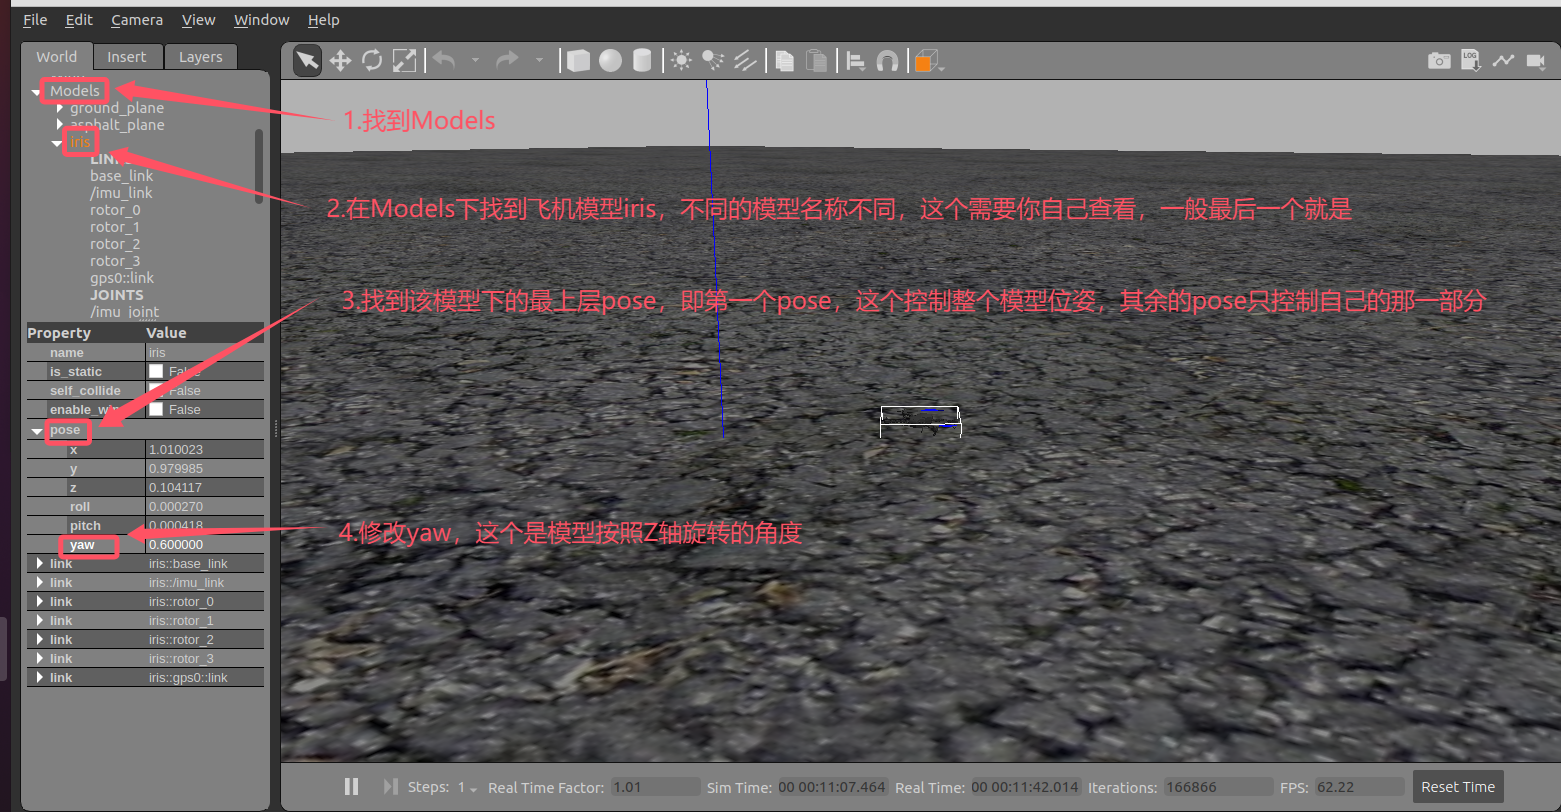 File Edit Camera View Window Help
World Insert Layers
LOG
Models
ground_plane
asphalt_plane
iris
LINKS
base_link
/imu_link
rotor_0
rotor_1
rotor_2
rotor_3
gps0::link
JOINTS
/imu_joint
1.找到Models
2.在Models下找到飞机模型iris，不同的模型名称不同，这个需要你自己查看，一般最后一个就是
3.找到该模型下的最上层pose，即第一个pose，这个控制整个模型位姿，其余的pose只控制自己的那一部分
Property Value
name iris
is_static False
self_collide False
enable_wind False
pose
x 1.010023
y 0.979985
z 0.104117
roll 0.000270
pitch 0.000418
yaw 0.600000
4.修改yaw，这个是模型按照Z轴旋转的角度
link iris::base_link
link iris::/imu_link
link iris::rotor_0
link iris::rotor_1
link iris::rotor_2
link iris::rotor_3
link iris::gps0::link
Steps: 1 Real Time Factor: 1.01 Sim Time: 00 00:11:07.464 Real Time: 00 00:11:42.014 Iterations: 166866 FPS: 62.22 Reset Time